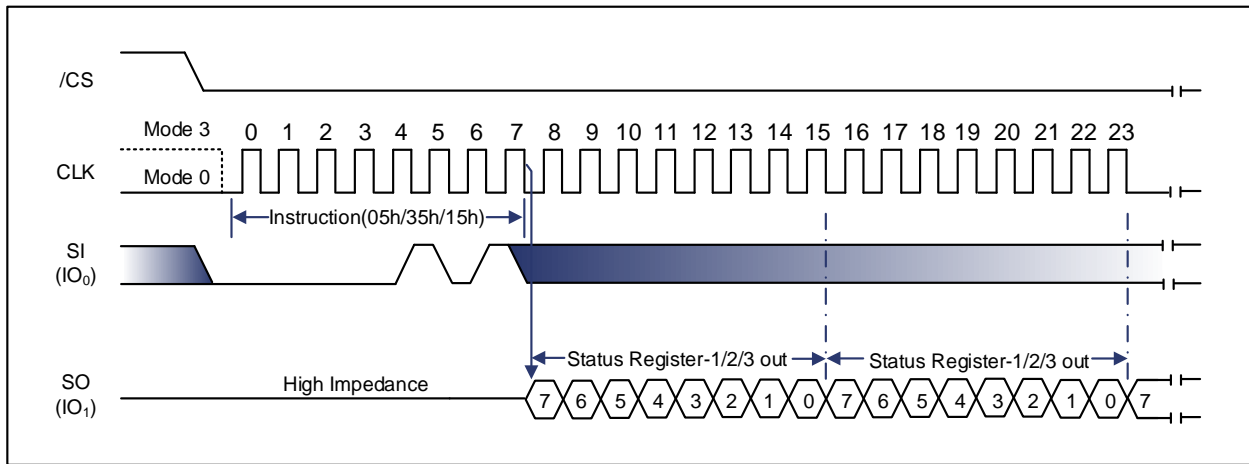 /CS
Mode 3
0 1 2 3 4 5 6 7 8 9 10 11 12 13 14 15 16 17 18 19 20 21 22 23
CLK
Mode 0
Instruction(05h/35h/15h)
SI
(IO₀)
Status Register-1/2/3 out Status Register-1/2/3 out
SO
(IO₁)
High Impedance
7 6 5 4 3 2 1 0 7 6 5 4 3 2 1 0 7